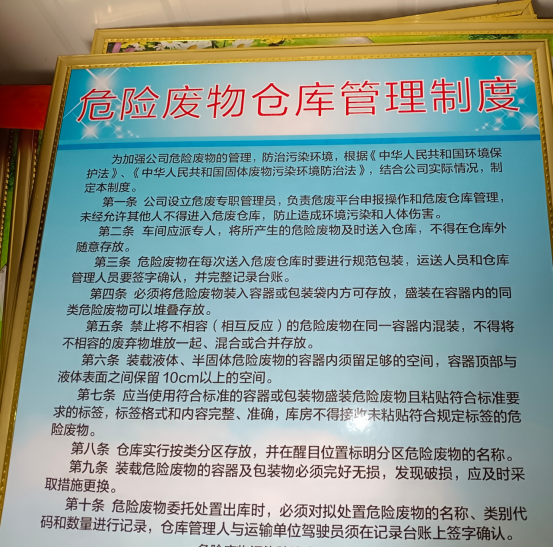 危险废物仓库管理制度
为加强公司危险废物的管理，防治污染环境，根据《中华人民共和国环境保
护法》、《中华人民共和国固体废物污染环境防治法》，结合公司实际情况，制
定本制度。
第一条 公司设立危废专职管理员，负责危废平台申报操作和危废仓库管理，
未经允许其他人不得进入危废仓库，防止造成环境污染和人体伤害。
第二条 车间应派专人，将所产生的危险废物及时送入仓库，不得在仓库外
随意存放。
第三条 危险废物在每次送入危废仓库时要进行规范包装，运送人员和仓库
管理人员要签字确认，并完整记录台账。
第四条 必须将危险废物装入容器或包装袋内方可存放，盛装在容器内的同
类危险废物可以堆叠存放。
第五条 禁止将不相容（相互反应）的危险废物在同一容器内混装，不得将
不相容的废弃物堆放一起、混合或合并存放。
第六条 装载液体、半固体危险废物的容器内须留足够的空间，容器顶部与
液体表面之间保留10cm以上的空间。
第七条 应当使用符合标准的容器或包装物盛装危险废物且粘贴符合标准要
求的标签，标签格式和内容完整、准确，库房不得接收未粘贴符合规定标签的危
险废物。
第八条 仓库实行按类分区存放，并在醒目位置标明分区危险废物的名称。
第九条 装载危险废物的容器及包装物必须完好无损，发现破损，应及时采
取措施更换。
第十条 危险废物委托处置出库时，必须对拟处置危险废物的名称、类别代
码和数量进行记录，仓库管理人与运输单位驾驶员须在记录台账上签字确认。